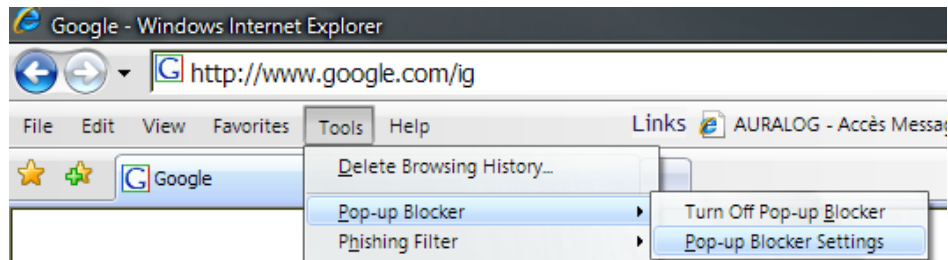 Google - Windows Internet Explorer
G http://www.google.com/ig
File Edit View Favorites Tools Help Links AURALOG - Accès
G Google
Delete Browsing History...
Pop-up Blocker
Turn Off Pop-up Blocker
Phishing Filter
Pop-up Blocker Settings